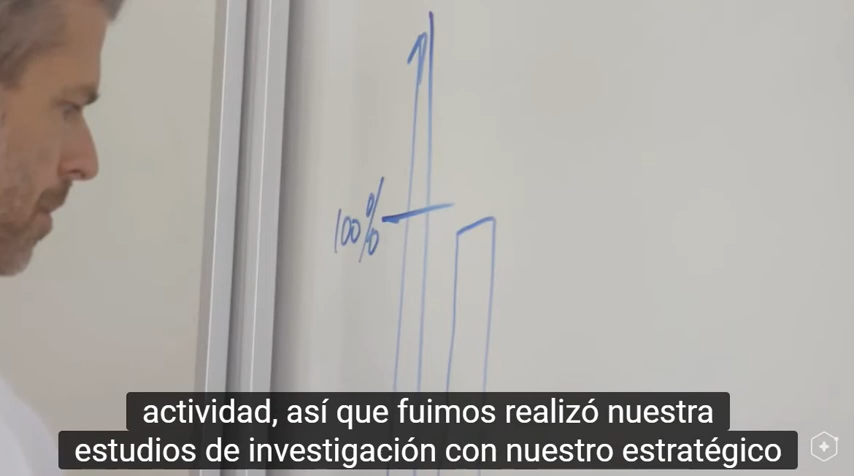 100%
actividad, así que fuimos realizó nuestra
estudios de investigación con nuestro estratégico